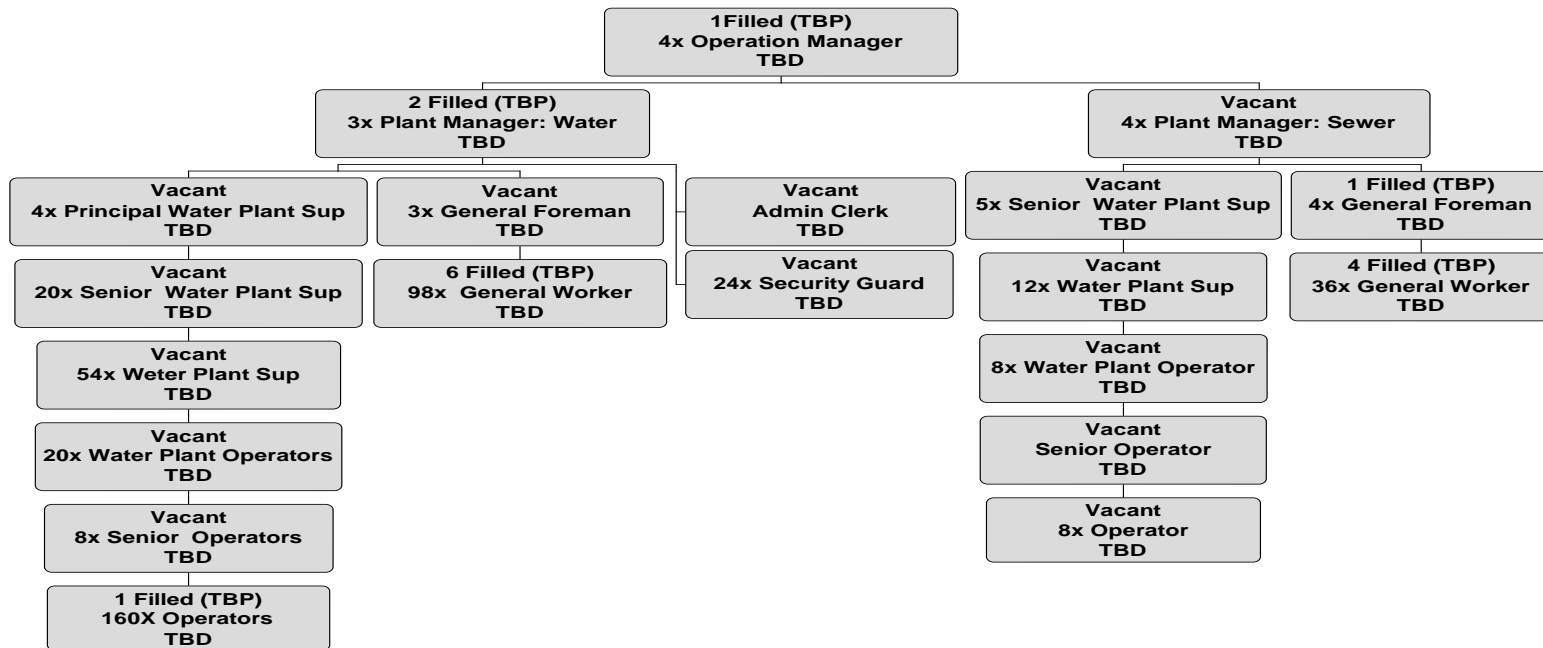 1Filled (TBP)
4x Operation Manager
TBD
2 Filled (TBP)
3x Plant Manager: Water
TBD
Vacant
4x Plant Manager: Sewer
TBD
Vacant
4x Principal Water Plant Sup
TBD
Vacant
3x General Foreman
TBD
Vacant
Admin Clerk
TBD
Vacant
5x Senior Water Plant Sup
TBD
1 Filled (TBP)
4x General Foreman
TBD
Vacant
20x Senior Water Plant Sup
TBD
6 Filled (TBP)
98x General Worker
TBD
Vacant
24x Security Guard
TBD
Vacant
12x Water Plant Sup
TBD
4 Filled (TBP)
36x General Worker
TBD
Vacant
54x Weter Plant Sup
TBD
Vacant
8x Water Plant Operator
TBD
Vacant
20x Water Plant Operators
TBD
Vacant
Senior Operator
TBD
Vacant
8x Senior Operators
TBD
Vacant
8x Operator
TBD
1 Filled (TBP)
160X Operators
TBD